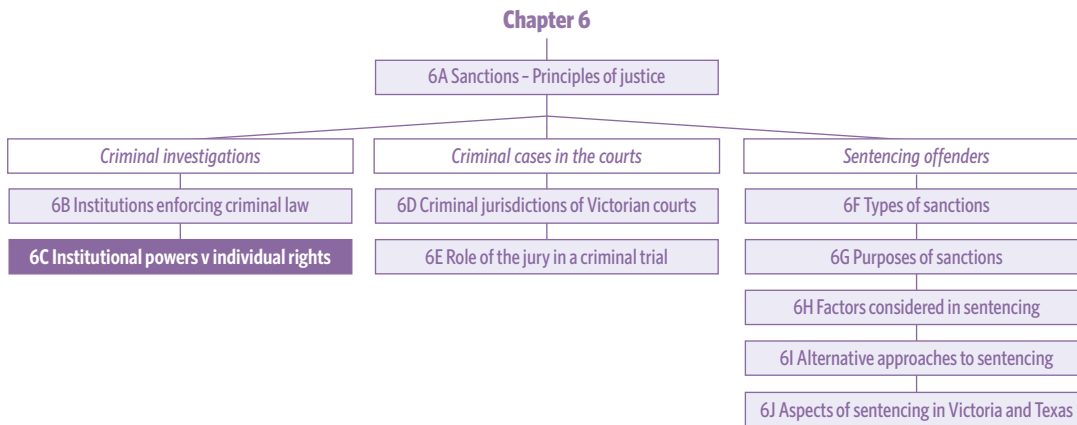 Chapter 6
6A Sanctions – Principles of justice
Criminal investigations
6B Institutions enforcing criminal law
6C Institutional powers v individual rights
Criminal cases in the courts
6D Criminal jurisdictions of Victorian courts
6E Role of the jury in a criminal trial
Sentencing offenders
6F Types of sanctions
6G Purposes of sanctions
6H Factors considered in sentencing
6I Alternative approaches to sentencing
6J Aspects of sentencing in Victoria and Texas